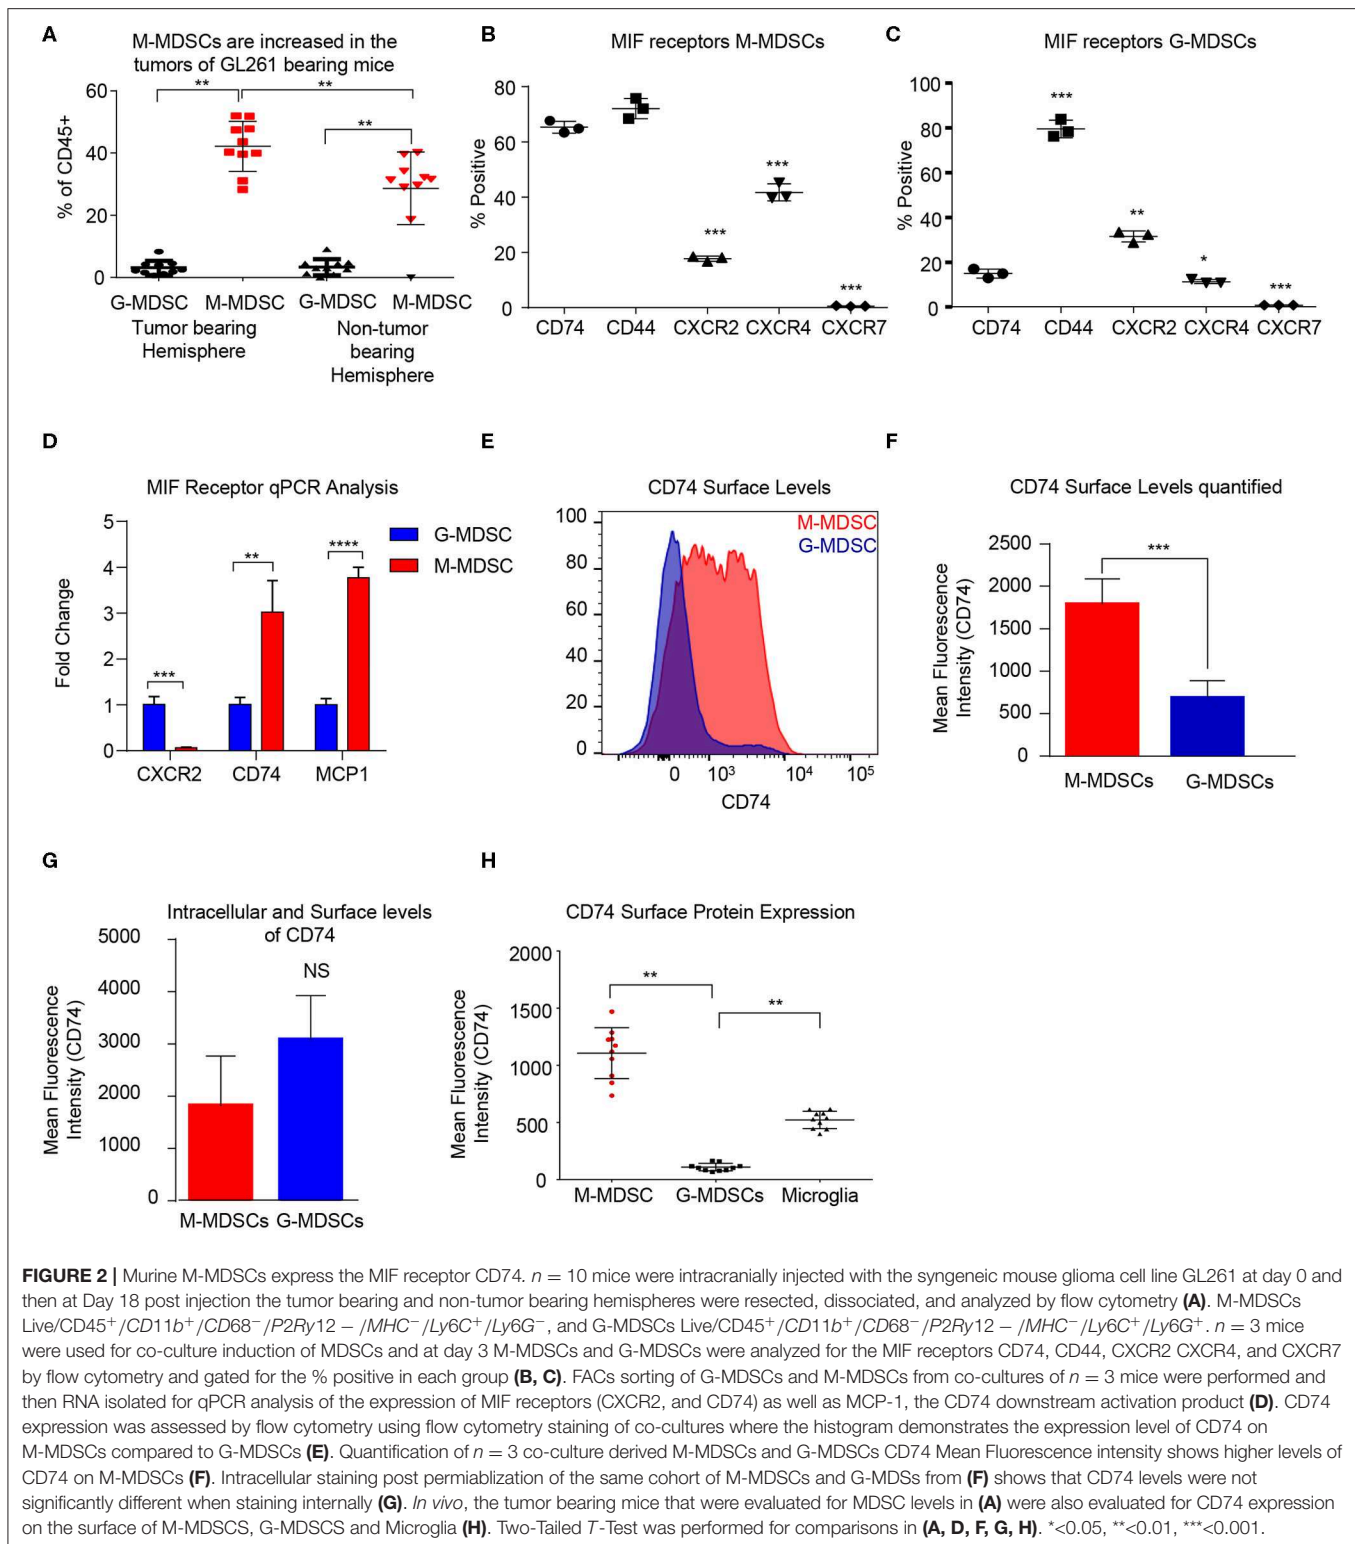 A
M-MDSCs are increased in the
tumors of GL261 bearing mice
**
**
**
% of CD45+
60
40
20
0
G-MDSC M-MDSC G-MDSC M-MDSC
Tumor bearing
Hemisphere
Non-tumor
bearing
Hemisphere
B
MIF receptors M-MDSCs
% Positive
80
60
40
20
0
***
***
***
CD74 CD44 CXCR2 CXCR4 CXCR7
C
MIF receptors G-MDSCs
% Positive
100
80
60
40
20
0
***
**
*
***
CD74 CD44 CXCR2 CXCR4 CXCR7
D
MIF Receptor qPCR Analysis
Fold Change
5
4
3
2
1
0
***
**
****
G-MDSC
M-MDSC
CXCR2 CD74 MCP1
E
CD74 Surface Levels
M-MDSC
G-MDSC
100
80
60
40
20
0
0 10³ 10⁴ 10⁵
CD74
F
CD74 Surface Levels quantified
Mean Fluorescence
Intensity (CD74)
2500
2000
1500
1000
500
0
***
M-MDSCs G-MDSCs
G
Intracellular and Surface levels
of CD74
Mean Fluorescence
Intensity (CD74)
5000
4000
3000
2000
1000
0
NS
M-MDSCs G-MDSCs
H
CD74 Surface Protein Expression
Mean Fluorescence
Intensity (CD74)
2000
1500
1000
500
0
**
**
M-MDSC G-MDSCs Microglia
FIGURE 2 | Murine M-MDSCs express the MIF receptor CD74. n = 10 mice were intracranially injected with the syngeneic mouse glioma cell line GL261 at day 0 and
then at Day 18 post injection the tumor bearing and non-tumor bearing hemispheres were resected, dissociated, and analyzed by flow cytometry (A). M-MDSCs
Live/CD45⁺/CD11b⁺/CD68⁻/P2Ry12 − /MHC⁻/Ly6C⁺/Ly6G⁻, and G-MDSCs Live/CD45⁺/CD11b⁺/CD68⁻/P2Ry12 − /MHC⁻/Ly6C⁺/Ly6G⁺. n = 3 mice
were used for co-culture induction of MDSCs and at day 3 M-MDSCs and G-MDSCs were analyzed for the MIF receptors CD74, CD44, CXCR2 CXCR4, and CXCR7
by flow cytometry and gated for the % positive in each group (B, C). FACs sorting of G-MDSCs and M-MDSCs from co-cultures of n = 3 mice were performed and
then RNA isolated for qPCR analysis of the expression of MIF receptors (CXCR2, and CD74) as well as MCP-1, the CD74 downstream activation product (D). CD74
expression was assessed by flow cytometry using flow cytometry staining of co-cultures where the histogram demonstrates the expression level of CD74 on
M-MDSCs compared to G-MDSCs (E). Quantification of n = 3 co-culture derived M-MDSCs and G-MDSCs CD74 Mean Fluorescence intensity shows higher levels of
CD74 on M-MDSCs (F). Intracellular staining post permiablization of the same cohort of M-MDSCs and G-MDSs from (F) shows that CD74 levels were not
significantly different when staining internally (G). In vivo, the tumor bearing mice that were evaluated for MDSC levels in (A) were also evaluated for CD74 expression
on the surface of M-MDSCS, G-MDSCS and Microglia (H). Two-Tailed T-Test was performed for comparisons in (A, D, F, G, H). *<0.05, **<0.01, ***<0.001.